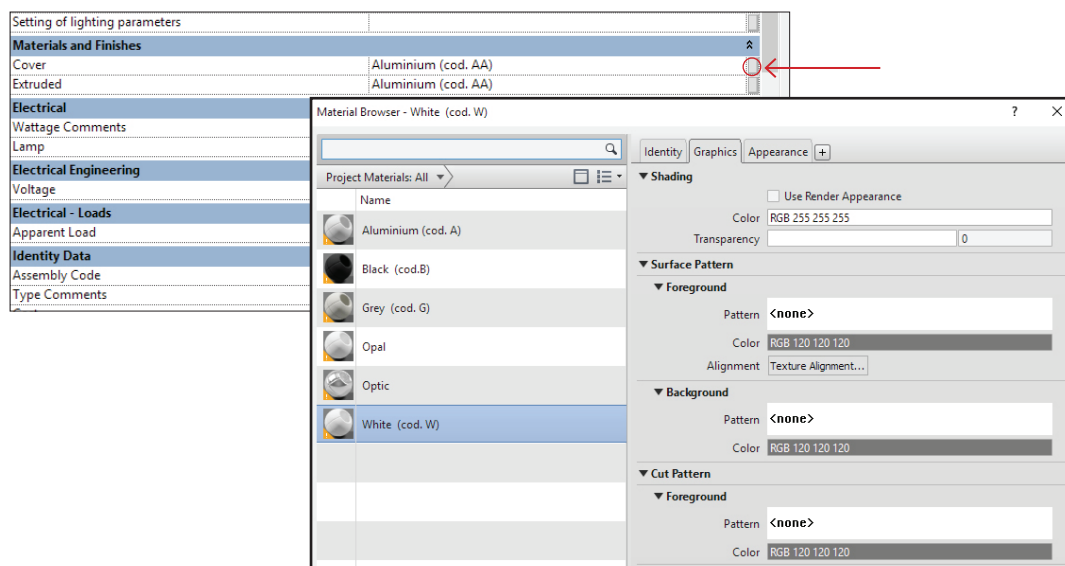 Setting of lighting parameters
Materials and Finishes
Cover Aluminium (cod. AA)
Extruded Aluminium (cod. AA)
Electrical
Wattage Comments
Lamp
Electrical Engineering
Voltage
Electrical - Loads
Apparent Load
Identity Data
Assembly Code
Type Comments
Material Browser - White (cod. W) ?
Project Materials: All
Name
Aluminium (cod. A)
Black (cod.B)
Grey (cod. G)
Opal
Optic
White (cod. W)
Identity Graphics Appearance +
Shading
Use Render Appearance
Color RGB 255 255 255
Transparency 0
Surface Pattern
Foreground
Pattern <none>
Color RGB 120 120 120
Alignment Texture Alignment...
Background
Pattern <none>
Color RGB 120 120 120
Cut Pattern
Foreground
Pattern <none>
Color RGB 120 120 120